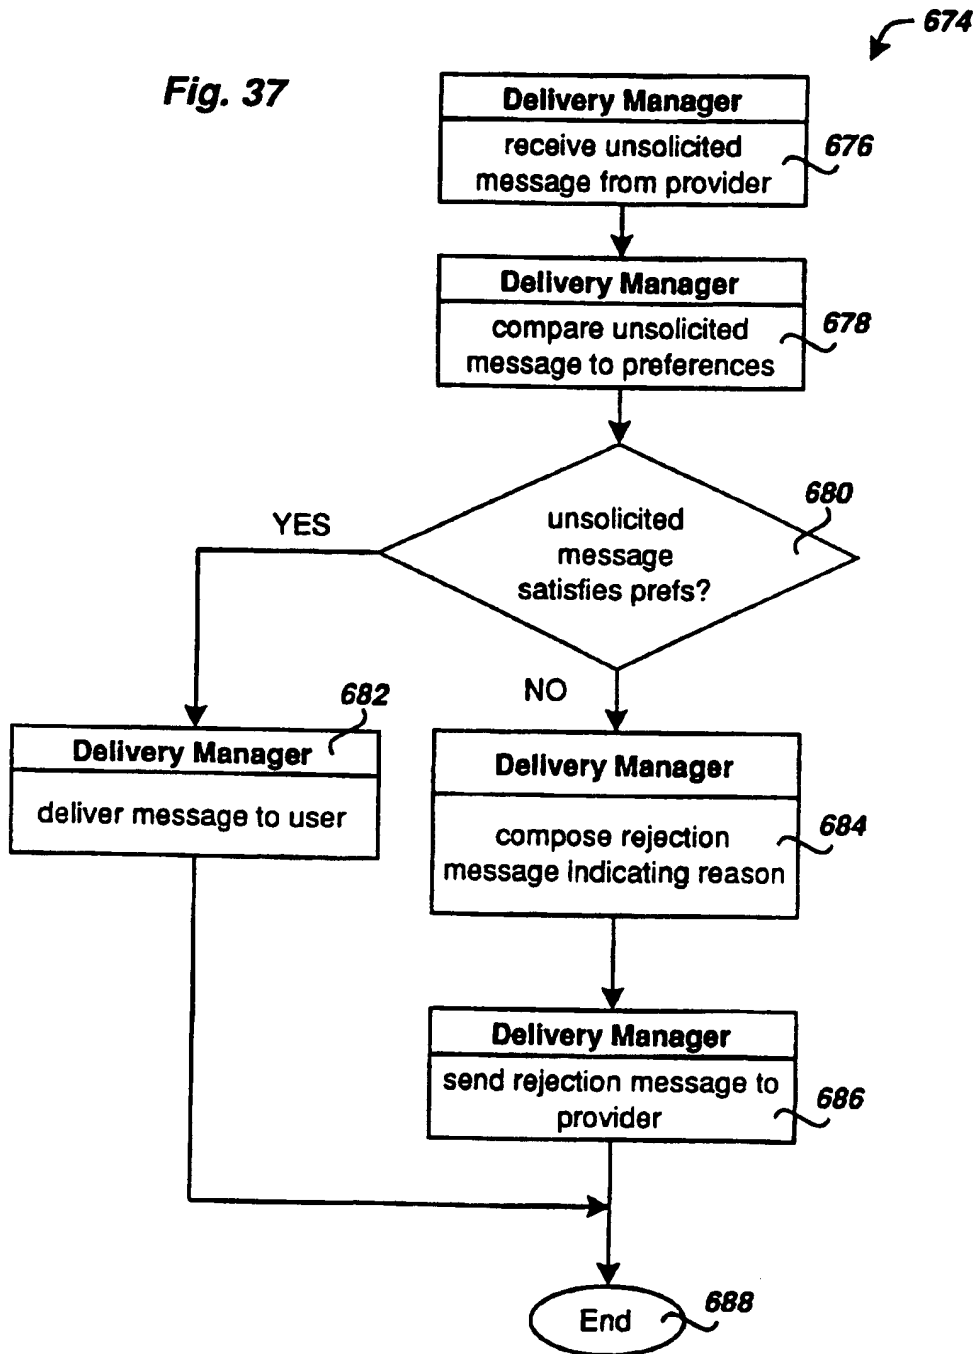 674
Fig. 37
Delivery Manager
receive unsolicited
message from provider
676
Delivery Manager
compare unsolicited
message to preferences
678
unsolicited
message
satisfies prefs?
680
YES
NO
682
Delivery Manager
deliver message to user
Delivery Manager
compose rejection
message indicating reason
684
Delivery Manager
send rejection message to
provider
686
End
688